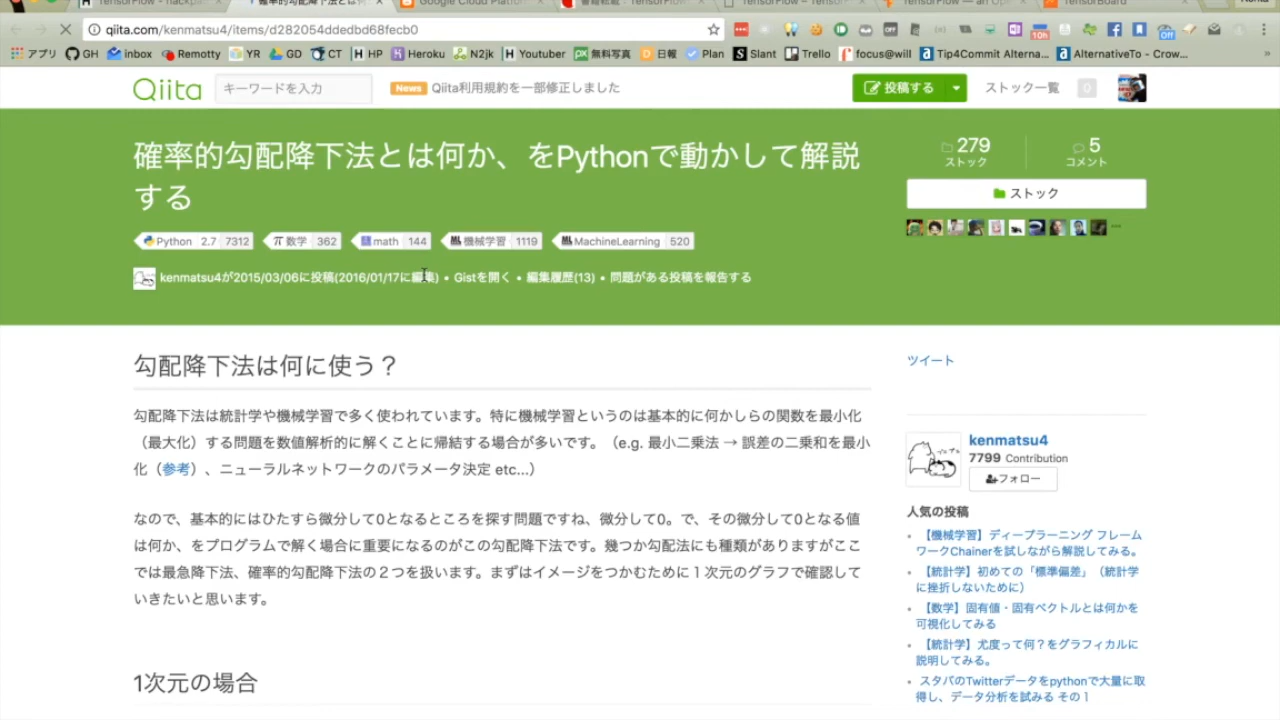 qiita.com/kenmatsu4/items/d282054ddedbd68fecb0
アプリ GH inbox Remotty YR GD CT HP Heroku N2jk Youtuber 無料写真 日報 Plan Slant Trello focus@will Tip4Commit Alterna... AlternativeTo - Crow...
Qiita キーワードを入力 News Qiita利用規約を一部修正しました 投稿する ストック一覧 0
確率的勾配降下法とは何か、をPythonで動かして解説
する
279 ストック
5 コメント
ストック
Python 2.7 7312 数学 362 math 144 機械学習 1119 MachineLearning 520
kenmatsu4が2015/03/06に投稿(2016/01/17に編集) • Gistを開く • 編集履歴(13) • 問題がある投稿を報告する
勾配降下法は何に使う？
勾配降下法は統計学や機械学習で多く使われています。特に機械学習というのは基本的に何かしらの関数を最小化
（最大化）する問題を数値解析的に解くことに帰結する場合が多いです。（e.g. 最小二乗法 → 誤差の二乗和を最小
化（参考）、ニューラルネットワークのパラメータ決定 etc...）
なので、基本的にはひたすら微分して0となるところを探す問題ですね、微分して0。で、その微分して0となる値
は何か、をプログラムで解く場合に重要になるのがこの勾配降下法です。幾つか勾配法にも種類がありますがここ
では最急降下法、確率的勾配降下法の２つを扱います。まずはイメージをつかむために１次元のグラフで確認して
いきたいと思います。
1次元の場合
ツイート
kenmatsu4
7799 Contribution
フォロー
人気の投稿
【機械学習】ディープラーニング フレーム
ワークChainerを試しながら解説してみる。
【統計学】初めての「標準偏差」（統計学
に挫折しないために）
【数学】固有値・固有ベクトルとは何かを
可視化してみる
【統計学】尤度って何？をグラフィカルに
説明してみる。
スタバのTwitterデータをpythonで大量に取
得し、データ分析を試みる その１